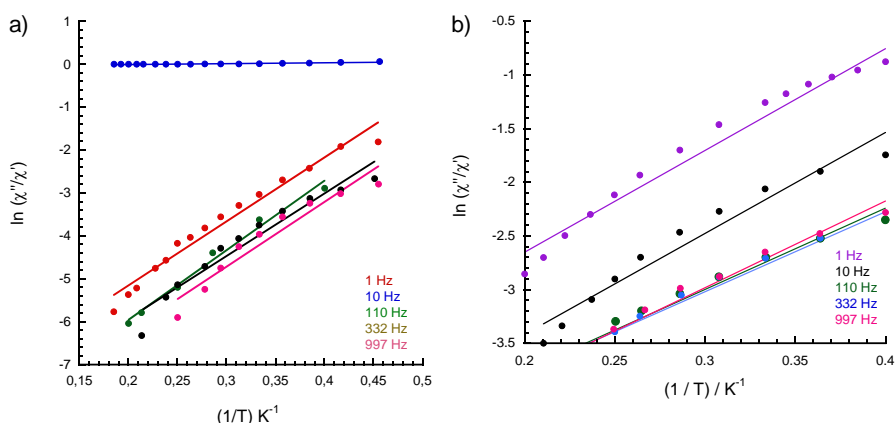 a)
ln (χ''/χ')
1
0
-1
-2
-3
-4
-5
-6
-7
0,15 0,2 0,25 0,3 0,35 0,4 0,45 0,5
(1/T) K⁻¹
1 Hz
10 Hz
110 Hz
332 Hz
997 Hz
b)
ln (χ''/χ')
-0.5
-1
-1.5
-2
-2.5
-3
-3.5
0.2 0.25 0.3 0.35 0.4
(1 / T) / K⁻¹
1 Hz
10 Hz
110 Hz
332 Hz
997 Hz